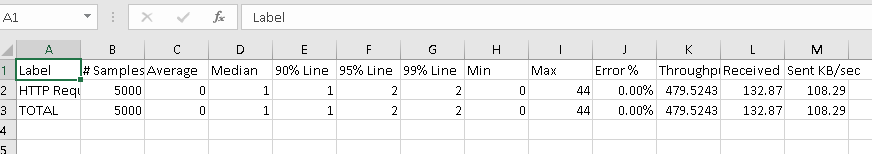 A1 fx Label
A B C D E F G H I J K L M
1 Label # Samples Average Median 90% Line 95% Line 99% Line Min Max Error % Throughpu Received Sent KB/sec
2 HTTP Requ 5000 0 1 1 2 2 0 44 0.00% 479.5243 132.87 108.29
3 TOTAL 5000 0 1 1 2 2 0 44 0.00% 479.5243 132.87 108.29
4
5